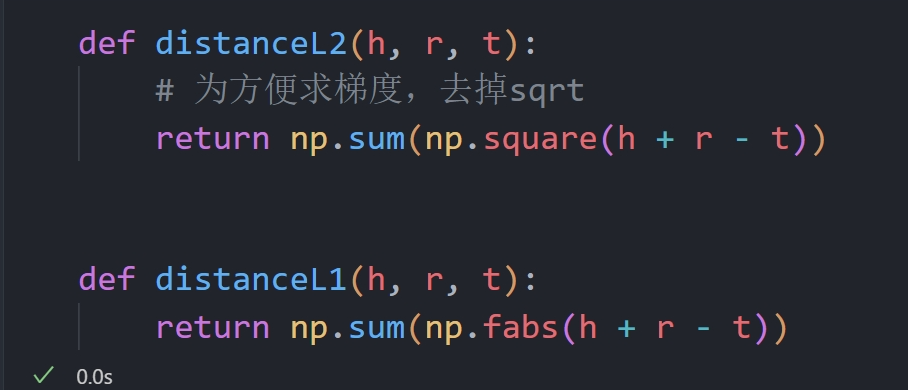 def distanceL2(h, r, t):
# 为方便求梯度，去掉sqrt
return np.sum(np.square(h + r - t))
def distanceL1(h, r, t):
return np.sum(np.fabs(h + r - t))
0.0s